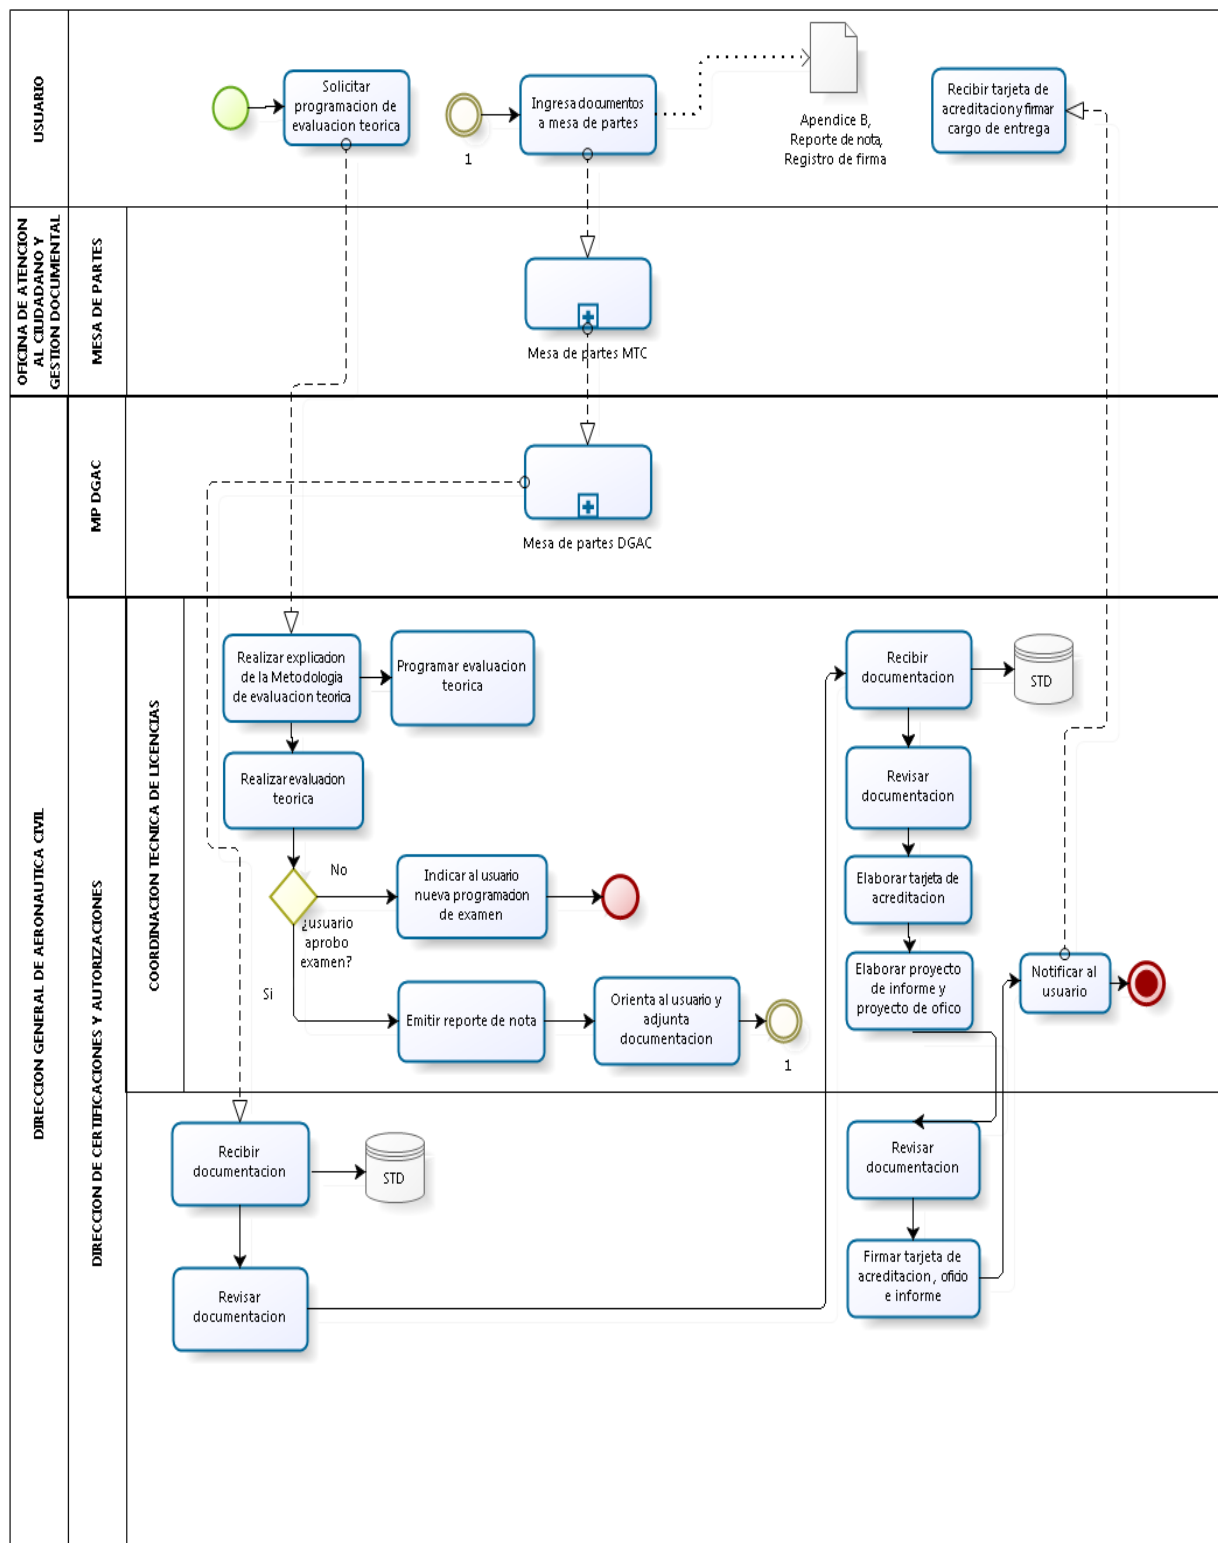 USUARIO
Solicitar
programacion de
evaluacion teorica
1
Ingresa documentos
a mesa de partes
Apendice B,
Reporte de nota,
Registro de firma
Recibir tarjeta de
acreditacion y firmar
cargo de entrega
OFICINA DE ATENCION
AL CIUDADANO Y
GESTION DOCUMENTAL
MESA DE PARTES
Mesa de partes MTC
DIRECCION GENERAL DE AERONAUTICA CIVIL
MP DGAC
Mesa de partes DGAC
DIRECCION DE CERTIFICACIONES Y AUTORIZACIONES
COORDINACION TECNICA DE LICENCIAS
Realizar explicacion
de la Metodologia
de evaluacion teorica
Programar evaluacion
teorica
Realizar evaluacion
teorica
No
¿usuario
aprobo
examen?
Si
Indicar al usuario
nueva programacion
de examen
Emitir reporte de nota
Orienta al usuario y
adjunta
documentacion
1
Recibir
documentacion
STD
Revisar
documentacion
Elaborar tarjeta de
acreditacion
Elaborar proyecto
de informe y
proyecto de ofico
Notificar al
usuario
Recibir
documentacion
STD
Revisar
documentacion
Revisar
documentacion
Firmar tarjeta de
acreditacion , oficio
e informe